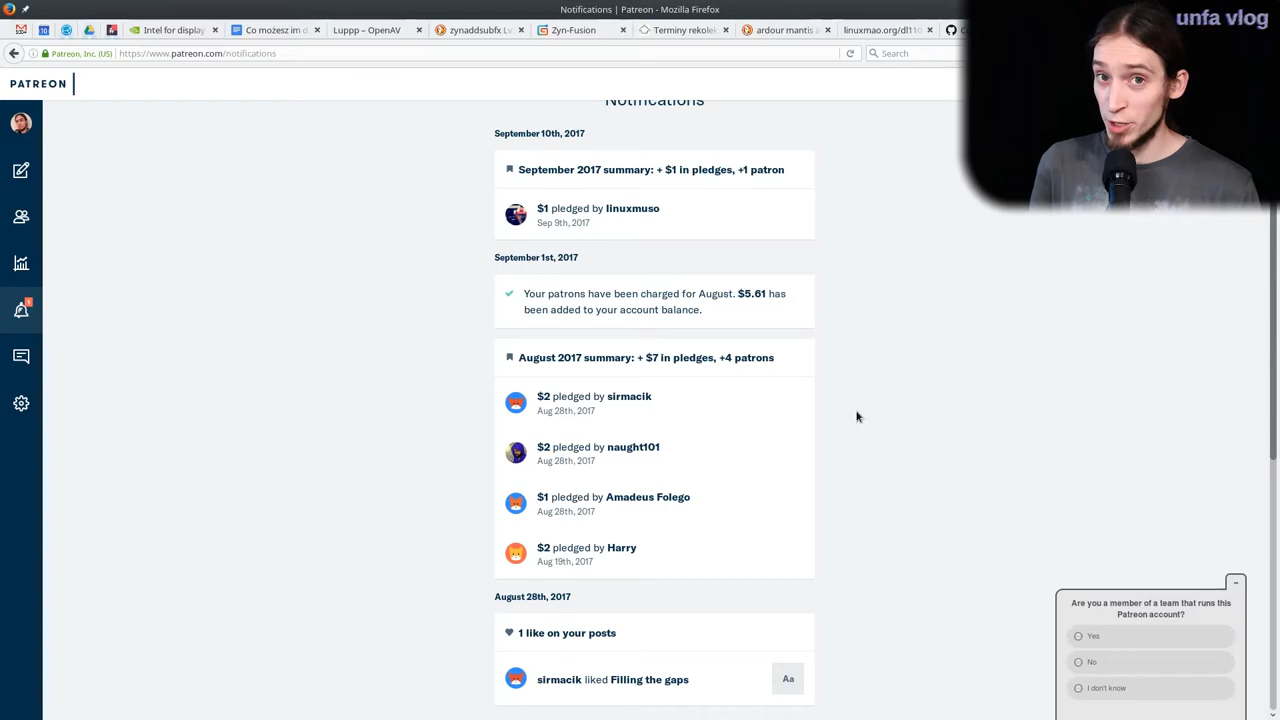 Notifications | Patreon - Mozilla Firefox
unfa vlog
Intel for display
Co możesz im d
Luppp – OpenAV
zynaddsubfx Lv
Zyn-Fusion
Terminy rekolek
ardour mantis a
linuxmao.org/dl110
Patreon, Inc. (US)
https://www.patreon.com/notifications
Search
PATREON
Notifications
September 10th, 2017
September 2017 summary: + $1 in pledges, +1 patron
$1 pledged by linuxmuso
Sep 9th, 2017
September 1st, 2017
Your patrons have been charged for August. $5.61 has
been added to your account balance.
August 2017 summary: + $7 in pledges, +4 patrons
$2 pledged by sirmacik
Aug 28th, 2017
$2 pledged by naught101
Aug 28th, 2017
$1 pledged by Amadeus Folego
Aug 28th, 2017
$2 pledged by Harry
Aug 19th, 2017
August 28th, 2017
1 like on your posts
sirmacik liked Filling the gaps
Aa
Are you a member of a team that runs this
Patreon account?
Yes
No
I don't know